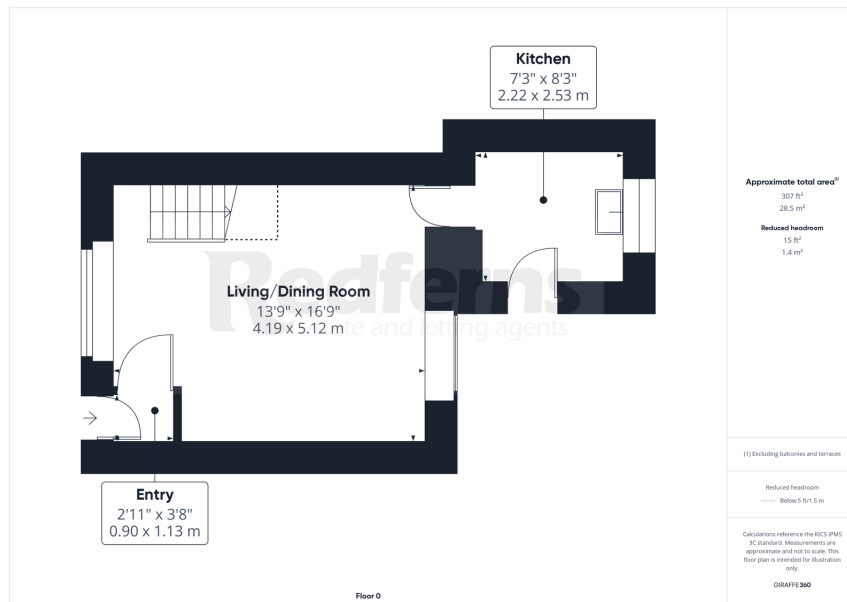 Kitchen
7'3" x 8'3"
2.22 x 2.53 m
Redferns
estate and letting agents
Living/Dining Room
13'9" x 16'9"
4.19 x 5.12 m
Entry
2'11" x 3'8"
0.90 x 1.13 m
Floor 0
Approximate total area(1)
307 ft²
28.5 m²
Reduced headroom
15 ft²
1.4 m²
(1) Excluding balconies and terraces
Reduced headroom
Below 5 ft/1.5 m
Calculations reference the RICS IPMS
3C standard. Measurements are
approximate and not to scale. This
floor plan is intended for illustration
only.
GIRAFFE360